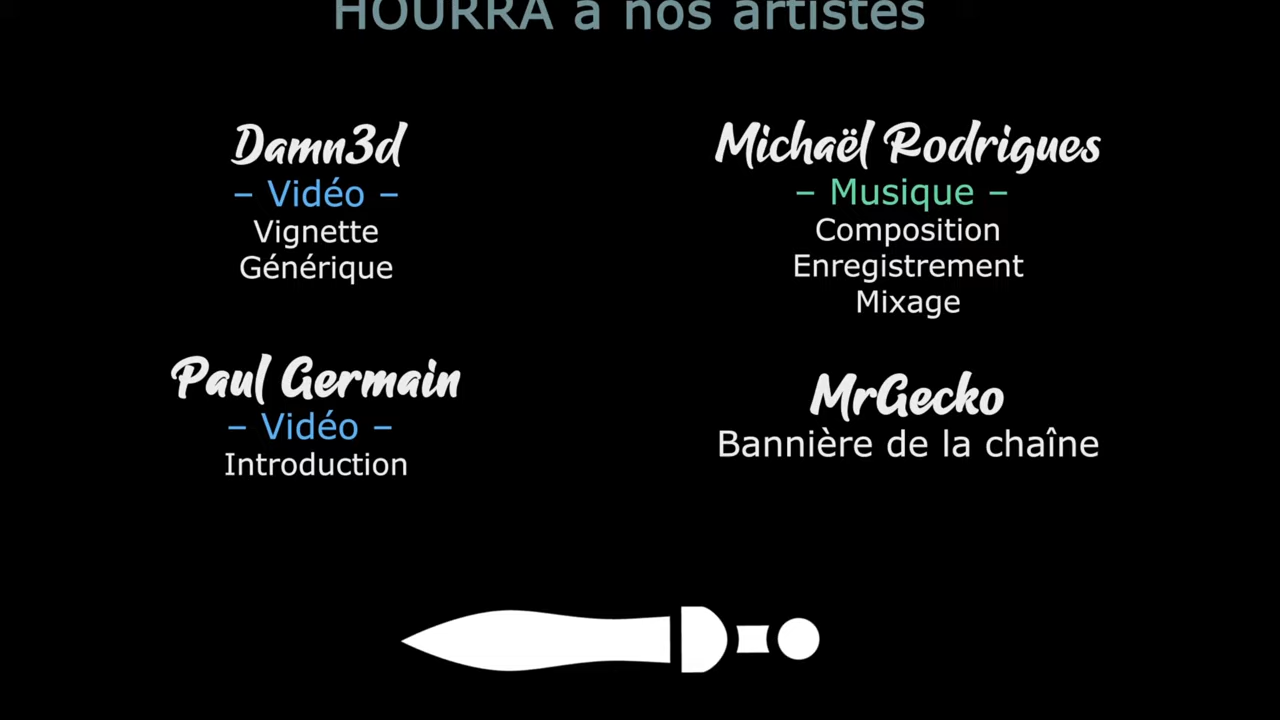 HOURRA à nos artistes
Damn3d
– Vidéo –
Vignette
Générique
Michaël Rodrigues
– Musique –
Composition
Enregistrement
Mixage
Paul Germain
– Vidéo –
Introduction
MrGecko
Bannière de la chaîne